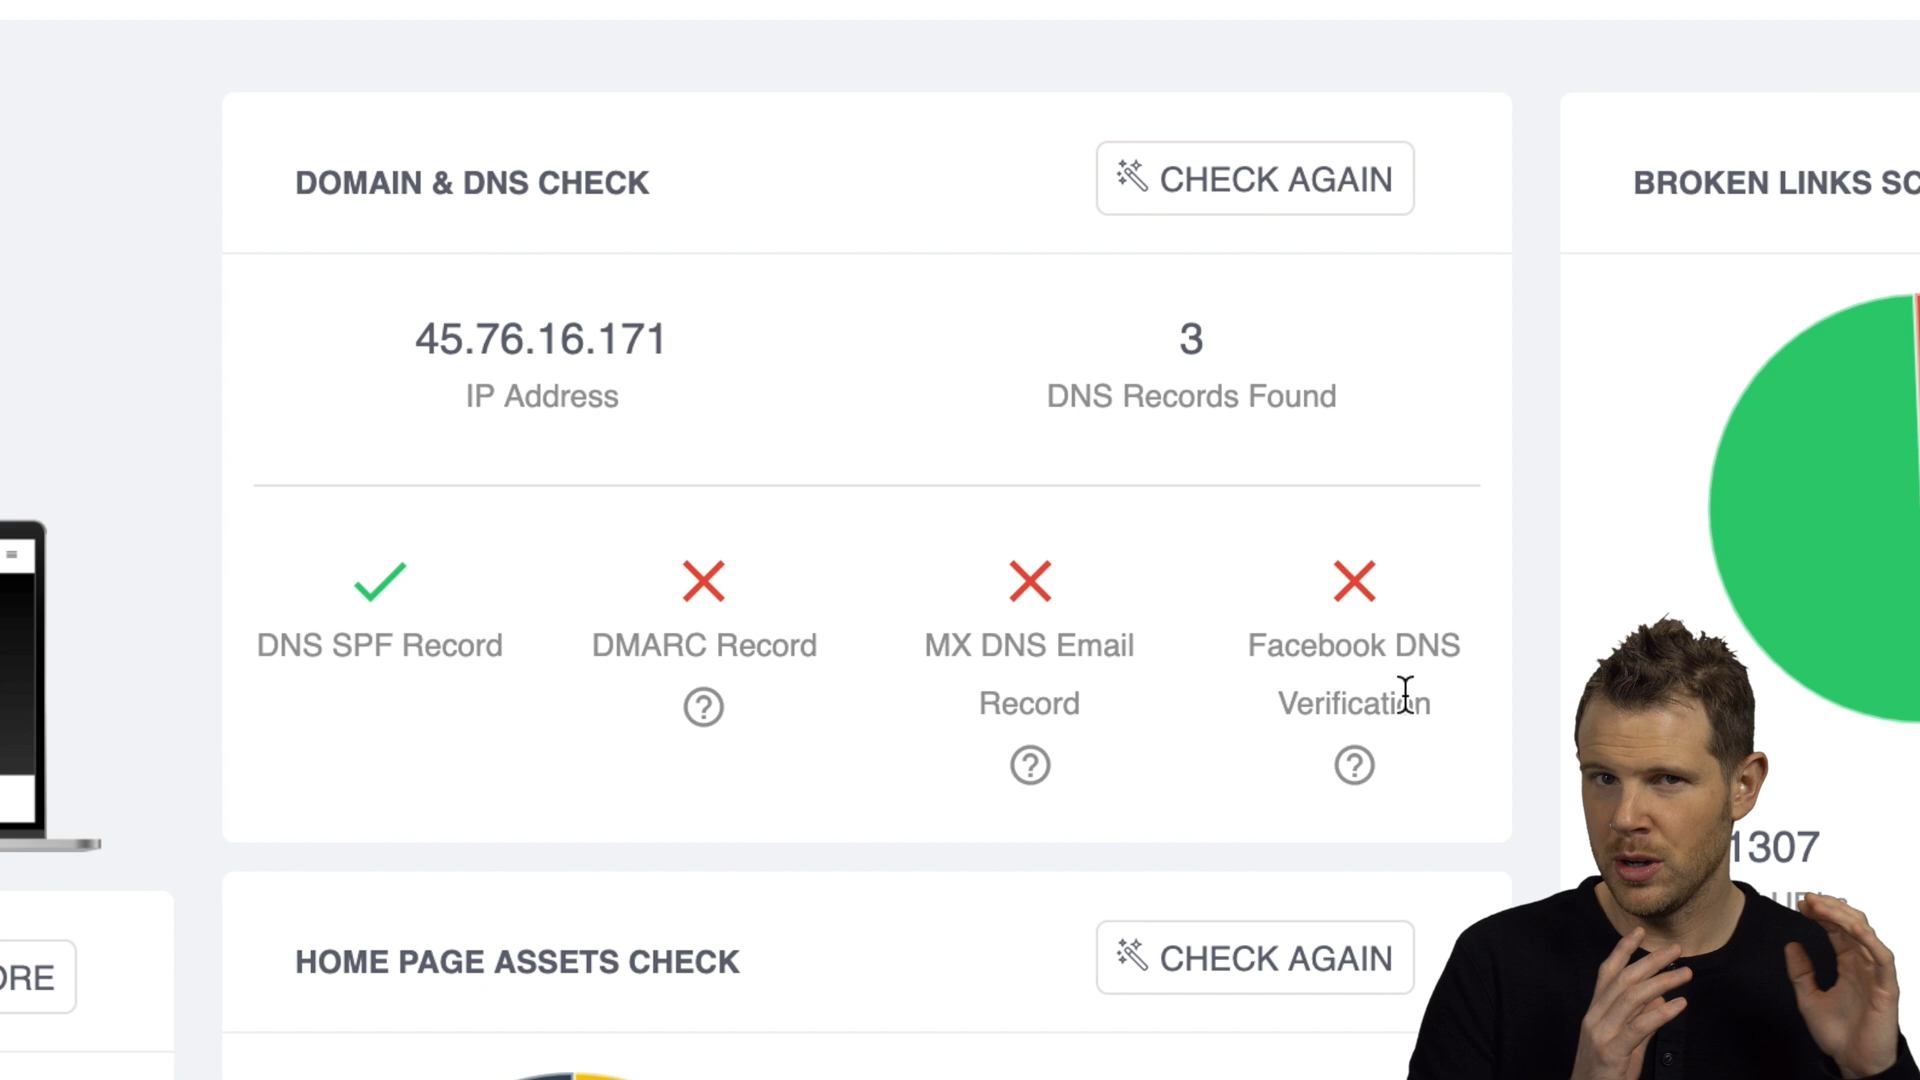 DOMAIN & DNS CHECK
CHECK AGAIN
45.76.16.171
IP Address
3
DNS Records Found
DNS SPF Record
DMARC Record
?
MX DNS Email
Record
?
Facebook DNS
Verification
?
HOME PAGE ASSETS CHECK
CHECK AGAIN
BROKEN LINKS SC
1307
ORE